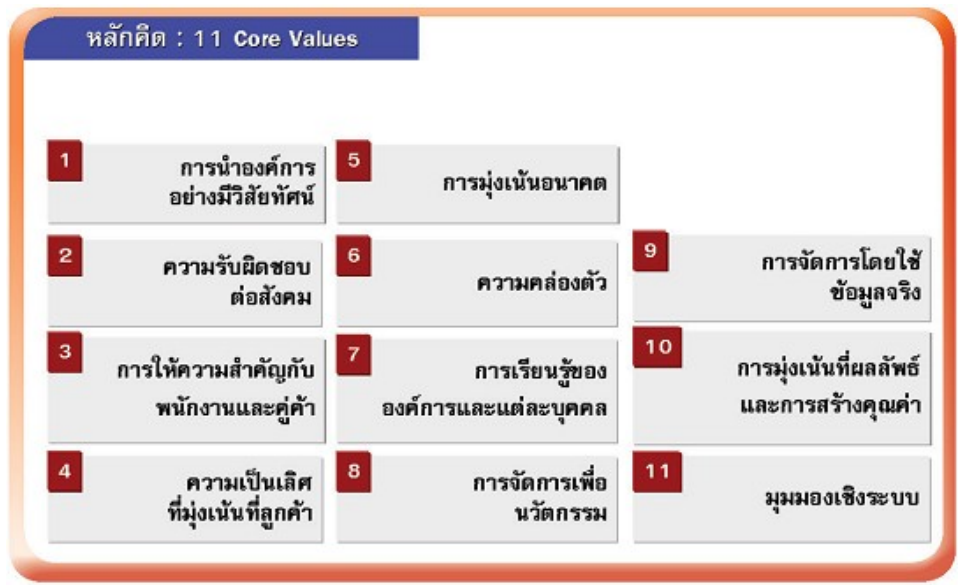 หลักคิด : 11 Core Values
1
การนำองค์การ
อย่างมีวิสัยทัศน์
2
ความรับผิดชอบ
ต่อสังคม
3
การให้ความสำคัญกับ
พนักงานและคู่ค้า
4
ความเป็นเลิศ
ที่มุ่งเน้นที่ลูกค้า
5
การมุ่งเน้นอนาคต
6
ความคล่องตัว
7
การเรียนรู้ของ
องค์การและแต่ละบุคคล
8
การจัดการเพื่อ
นวัตกรรม
9
การจัดการโดยใช้
ข้อมูลจริง
10
การมุ่งเน้นที่ผลลัพธ์
และการสร้างคุณค่า
11
มุมมองเชิงระบบ